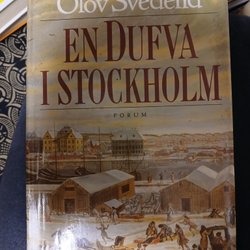 Olov Svedelid
EN DUFVA
I STOCKHOLM
FORUM